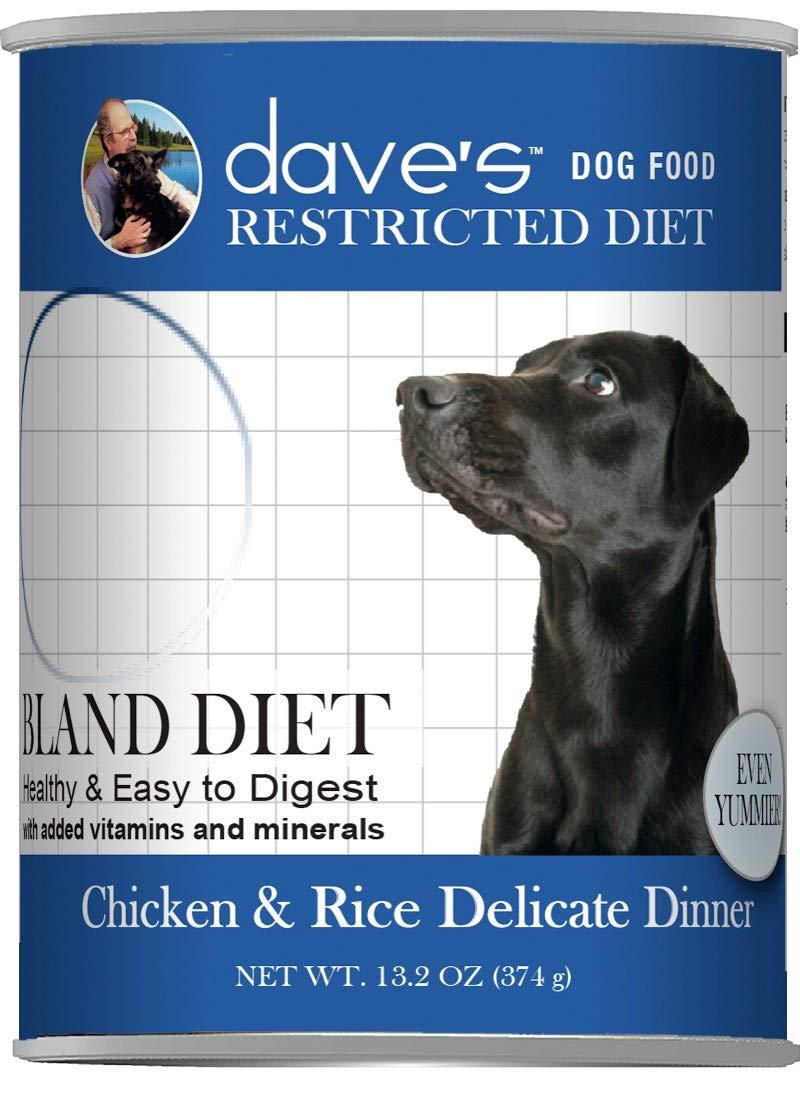 dave's™ DOG FOOD
RESTRICTED DIET
BLAND DIET
Healthy & Easy to Digest
with added vitamins and minerals
EVEN
YUMMIER!
Chicken & Rice Delicate Dinner
NET WT. 13.2 OZ (374 g)